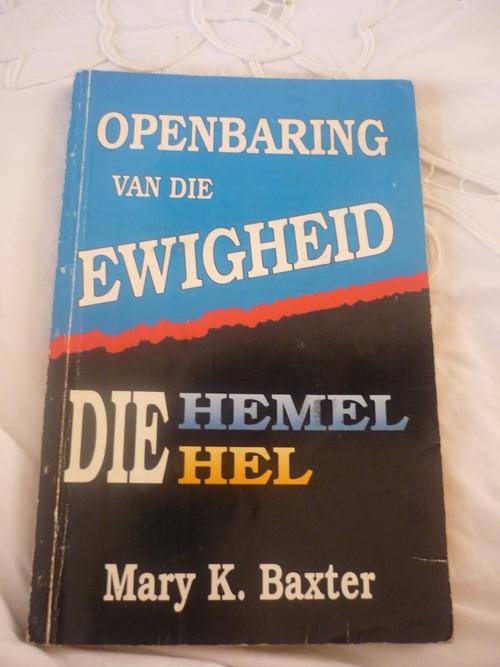 OPENBARING
VAN DIE
EWIGHEID
DIE HEMEL
HEL
Mary K. Baxter